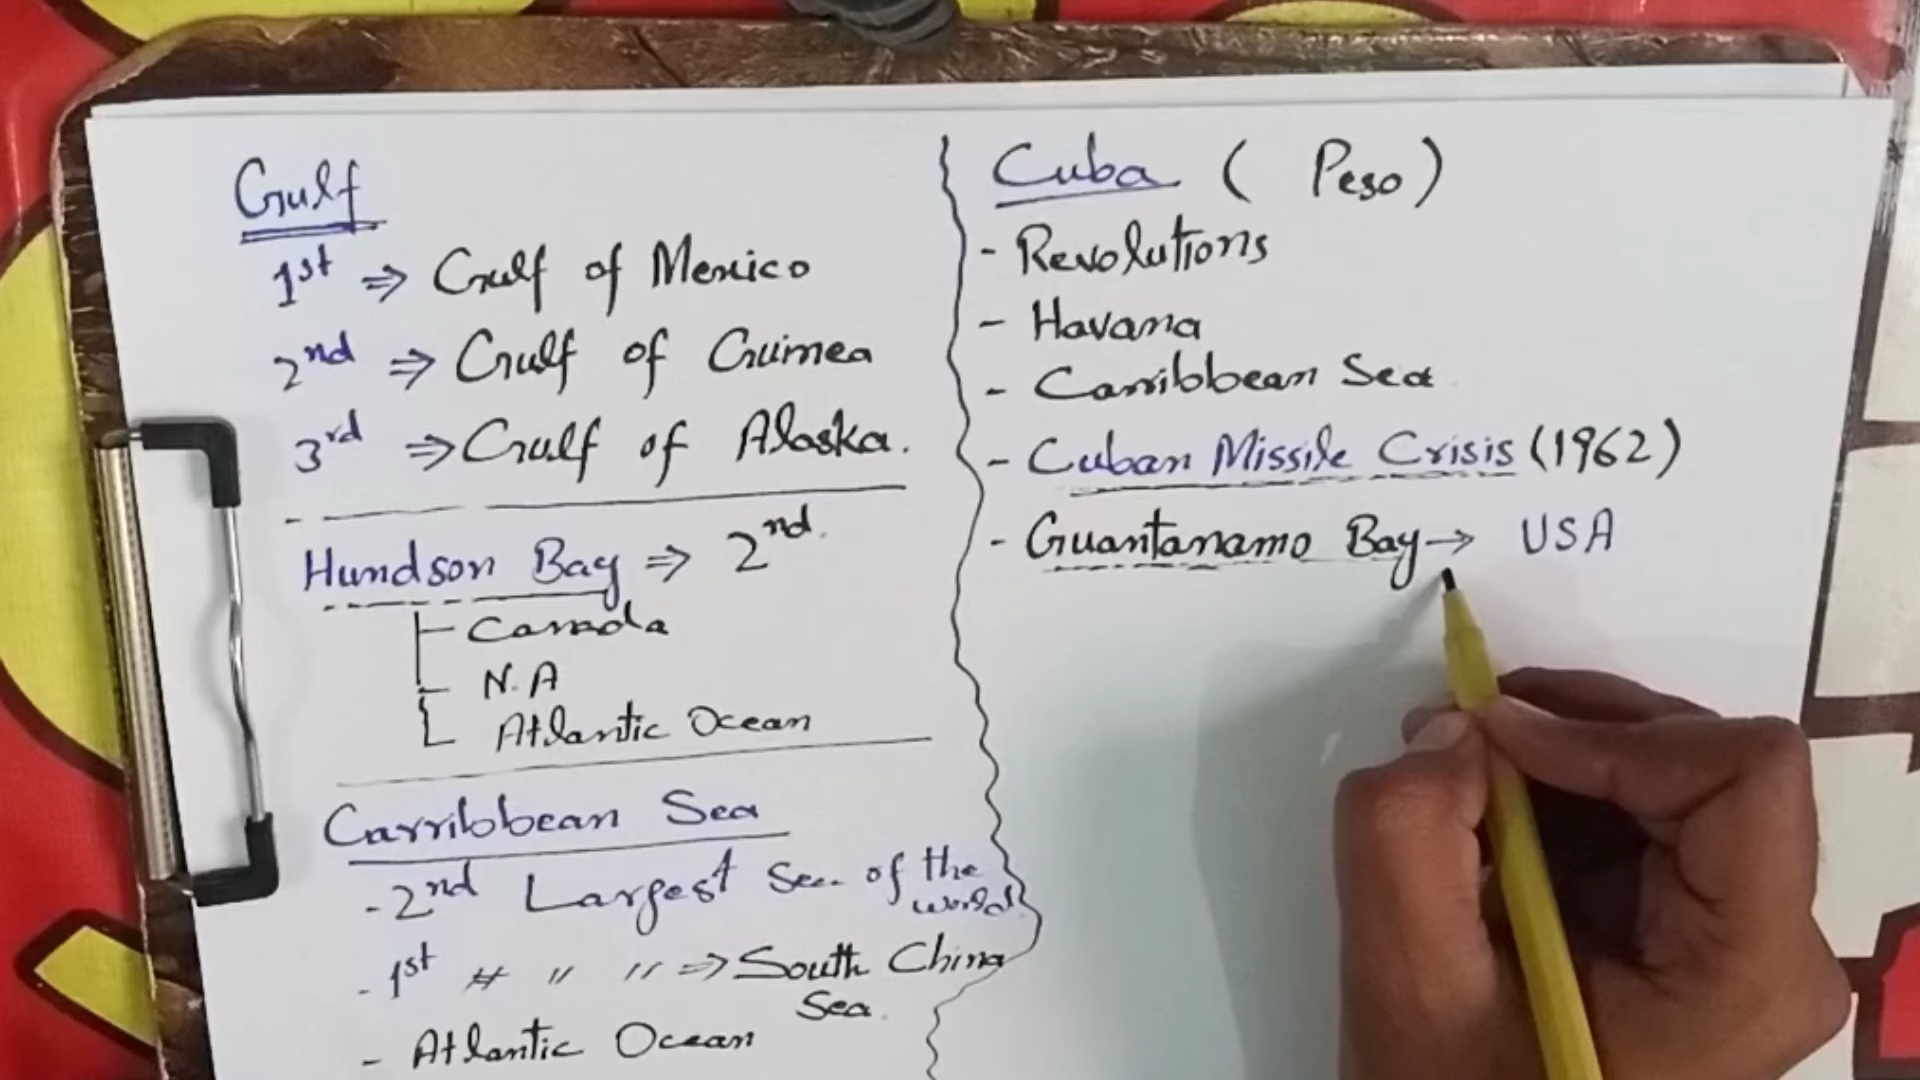 Gulf
1st ⇒ Gulf of Mexico
2nd ⇒ Gulf of Guinea
3rd ⇒ Gulf of Alaska.
Hundson Bay ⇒ 2nd.
Canada
N.A
Atlantic Ocean
Carribbean Sea
- 2nd Largest Sea of the world
- 1st " " " ⇒ South China Sea.
- Atlantic Ocean
Cuba ( Peso )
- Revolutions
- Havana
- Carribbean Sea
- Cuban Missile Crisis (1962)
- Guantanamo Bay → USA